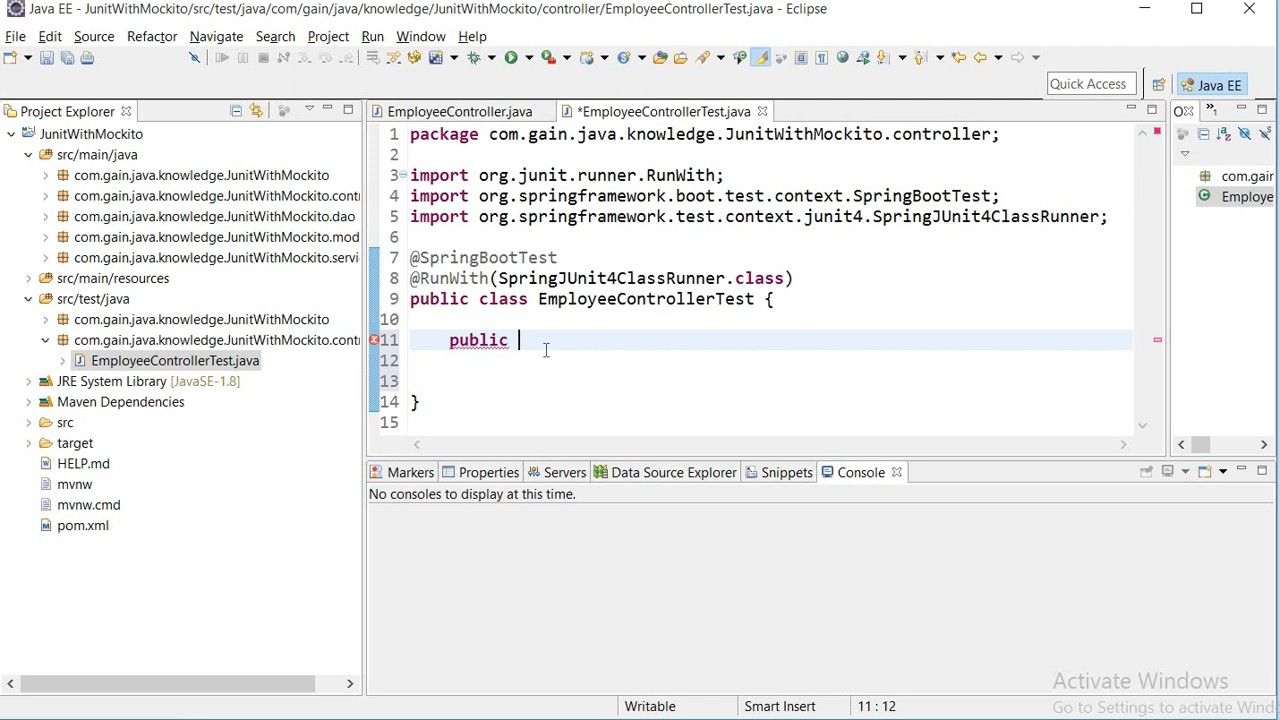 Java EE - JunitWithMockito/src/test/java/com/gain/java/knowledge/JunitWithMockito/controller/EmployeeControllerTest.java - Eclipse
File Edit Source Refactor Navigate Search Project Run Window Help
Quick Access
Java EE
Project Explorer
JunitWithMockito
src/main/java
com.gain.java.knowledge.JunitWithMockito
com.gain.java.knowledge.JunitWithMockito.cont
com.gain.java.knowledge.JunitWithMockito.dao
com.gain.java.knowledge.JunitWithMockito.mod
com.gain.java.knowledge.JunitWithMockito.servi
src/main/resources
src/test/java
com.gain.java.knowledge.JunitWithMockito
com.gain.java.knowledge.JunitWithMockito.cont
EmployeeControllerTest.java
JRE System Library [JavaSE-1.8]
Maven Dependencies
src
target
HELP.md
mvnw
mvnw.cmd
pom.xml
EmployeeController.java *EmployeeControllerTest.java
1 package com.gain.java.knowledge.JunitWithMockito.controller;
2
3 import org.junit.runner.RunWith;
4 import org.springframework.boot.test.context.SpringBootTest;
5 import org.springframework.test.context.junit4.SpringJUnit4ClassRunner;
6
7 @SpringBootTest
8 @RunWith(SpringJUnit4ClassRunner.class)
9 public class EmployeeControllerTest {
10
11 public
12
13
14 }
15
com.gain
Employe
Markers Properties Servers Data Source Explorer Snippets Console
No consoles to display at this time.
Activate Windows
Go to Settings to activate Wind
Writable Smart Insert 11 : 12